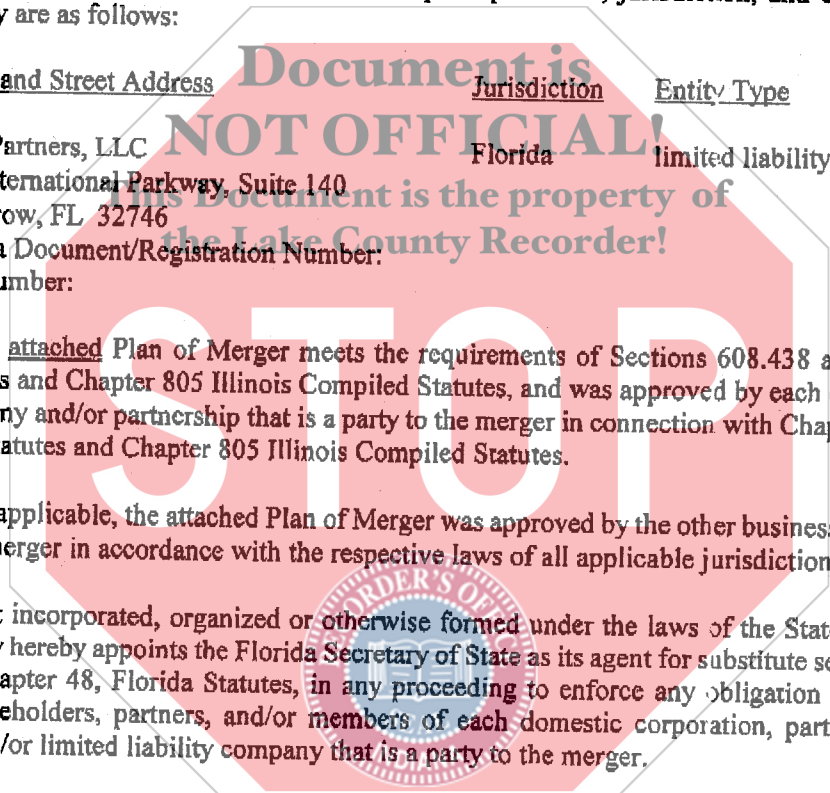 y are as follows:
and Street Address Jurisdiction Entity Type
Document is
NOT OFFICIAL!
This Document is the property of
the Lake County Recorder!
Partners, LLC Florida limited liability
ternational Parkway, Suite 140
row, FL 32746
a Document/Registration Number:
umber:
STOP
attached Plan of Merger meets the requirements of Sections 608.438 a
s and Chapter 805 Illinois Compiled Statutes, and was approved by each
ny and/or partnership that is a party to the merger in connection with Chap
atutes and Chapter 805 Illinois Compiled Statutes.
applicable, the attached Plan of Merger was approved by the other business
erger in accordance with the respective laws of all applicable jurisdiction
incorporated, organized or otherwise formed under the laws of the Stat
y hereby appoints the Florida Secretary of State as its agent for substitute se
apter 48, Florida Statutes, in any proceeding to enforce any obligation
eholders, partners, and/or members of each domestic corporation, part
/or limited liability company that is a party to the merger.